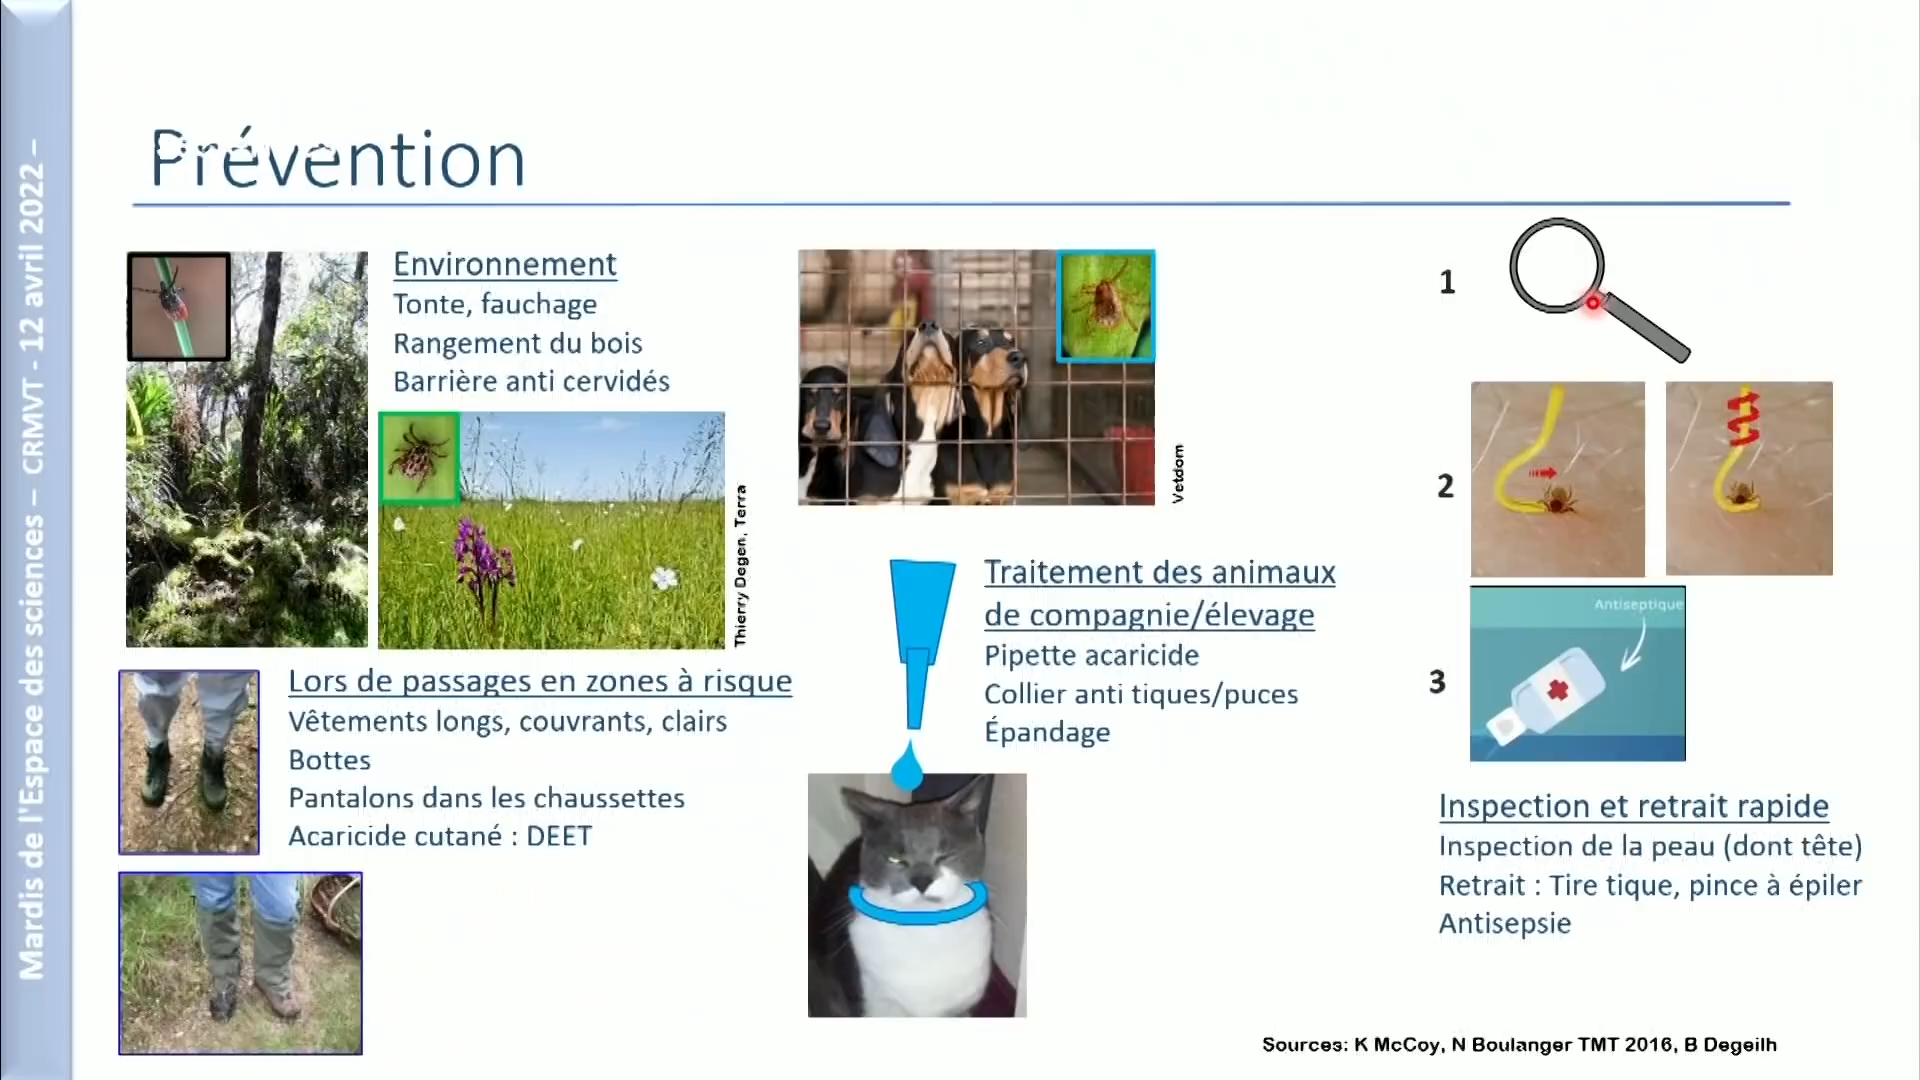 Mardis de l'Espace des sciences – CRMVT - 12 avril 2022 –
Prévention
Environnement
Tonte, fauchage
Rangement du bois
Barrière anti cervidés
Thierry Degen, Terra
Lors de passages en zones à risque
Vêtements longs, couvrants, clairs
Bottes
Pantalons dans les chaussettes
Acaricide cutané : DEET
Vetdom
Traitement des animaux
de compagnie/élevage
Pipette acaricide
Collier anti tiques/puces
Épandage
1
2
3
Antiseptique
Inspection et retrait rapide
Inspection de la peau (dont tête)
Retrait : Tire tique, pince à épiler
Antisepsie
Sources: K McCoy, N Boulanger TMT 2016, B Degeilh